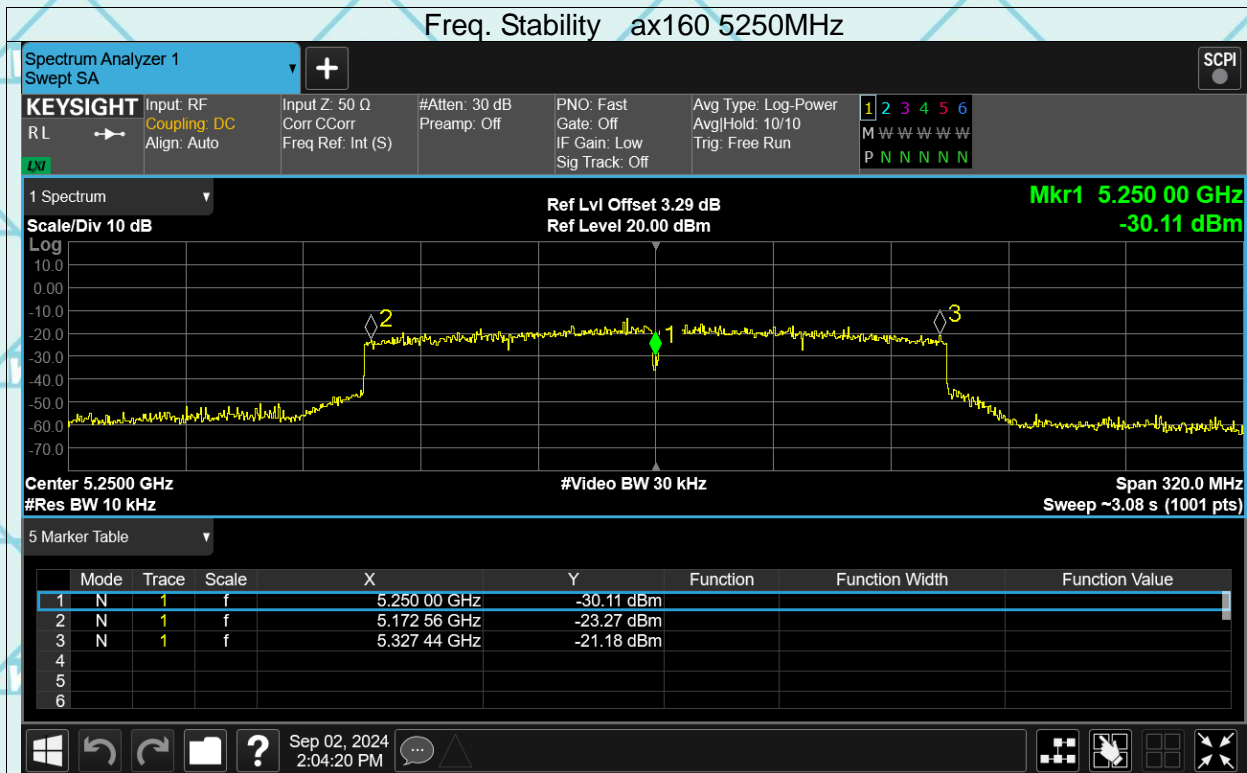 Freq. Stability ax160 5250MHz
Spectrum Analyzer 1
Swept SA
SCPI
KEYSIGHT
R L
LXI
Input: RF
Coupling: DC
Align: Auto
Input Z: 50 Ω
Corr CCorr
Freq Ref: Int (S)
#Atten: 30 dB
Preamp: Off
PNO: Fast
Gate: Off
IF Gain: Low
Sig Track: Off
Avg Type: Log-Power
Avg|Hold: 10/10
Trig: Free Run
1 2 3 4 5 6
M W W W W W
P N N N N N
1 Spectrum
Scale/Div 10 dB
Ref Lvl Offset 3.29 dB
Ref Level 20.00 dBm
Mkr1 5.250 00 GHz
-30.11 dBm
Log
10.0
0.00
-10.0
-20.0
-30.0
-40.0
-50.0
-60.0
-70.0
2
1
3
Center 5.2500 GHz
#Video BW 30 kHz
Span 320.0 MHz
#Res BW 10 kHz
Sweep ~3.08 s (1001 pts)
5 Marker Table
Mode Trace Scale X Y Function Function Width Function Value
1 N 1 f 5.250 00 GHz -30.11 dBm
2 N 1 f 5.172 56 GHz -23.27 dBm
3 N 1 f 5.327 44 GHz -21.18 dBm
4
5
6
?
Sep 02, 2024
2:04:20 PM